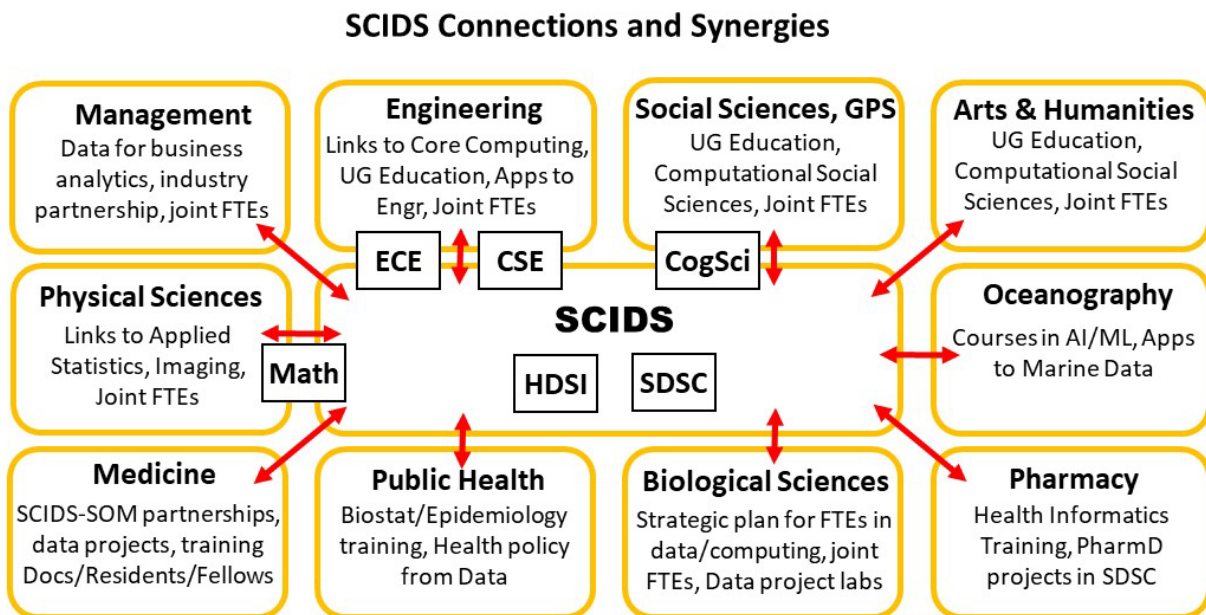 SCIDS Connections and Synergies
Management
Data for business
analytics, industry
partnership, joint FTEs
Engineering
Links to Core Computing,
UG Education, Apps to
Engr, Joint FTEs
Social Sciences, GPS
UG Education,
Computational Social
Sciences, Joint FTEs
Arts & Humanities
UG Education,
Computational Social
Sciences, Joint FTEs
ECE
CSE
CogSci
Physical Sciences
Links to Applied
Statistics, Imaging,
Joint FTEs
Math
SCIDS
HDSI
SDSC
Oceanography
Courses in AI/ML, Apps
to Marine Data
Medicine
SCIDS-SOM partnerships,
data projects, training
Docs/Residents/Fellows
Public Health
Biostat/Epidemiology
training, Health policy
from Data
Biological Sciences
Strategic plan for FTEs in
data/computing, joint
FTEs, Data project labs
Pharmacy
Health Informatics
Training, PharmD
projects in SDSC